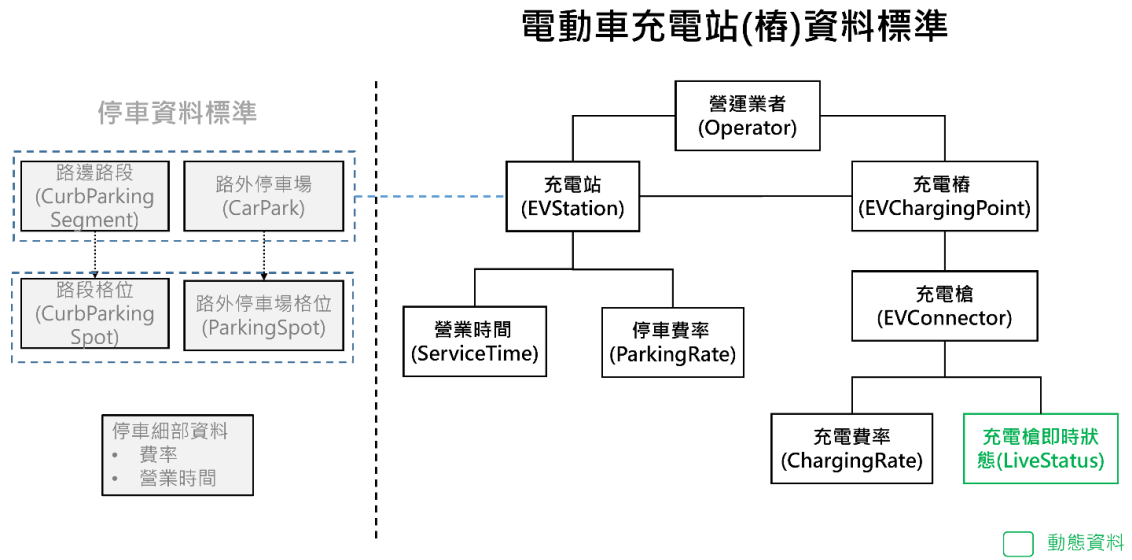 電動車充電站(樁)資料標準
停車資料標準
路邊路段
(CurbParking
Segment)
路外停車場
(CarPark)
路段格位
(CurbParking
Spot)
路外停車場格位
(ParkingSpot)
停車細部資料
• 費率
• 營業時間
營運業者
(Operator)
充電站
(EVStation)
充電樁
(EVChargingPoint)
營業時間
(ServiceTime)
停車費率
(ParkingRate)
充電槍
(EVConnector)
充電費率
(ChargingRate)
充電槍即時狀
態(LiveStatus)
動態資料